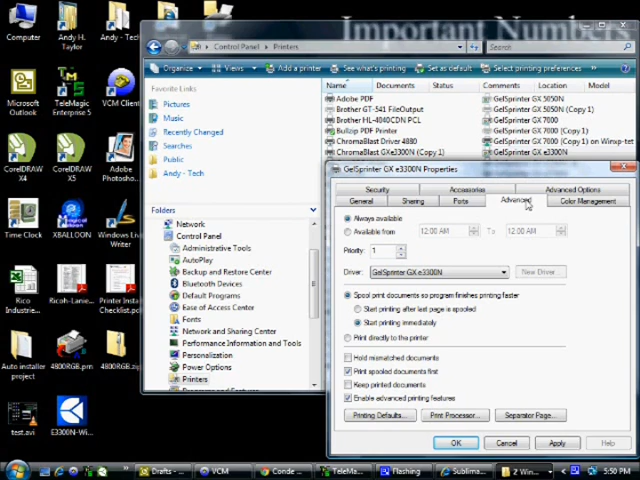 Important Numbers
Computer
Andy H. Taylor
Andy - Tech
Microsoft Outlook
TeleMagic Enterprise 5
VCM Client
CorelDRAW X4
CorelDRAW X5
Adobe Photoshop...
Time Clock
XBALLOON
Windows Live Writer
Rico Industrie...
Ricoh-Lanie...
Printer Instal Checklist.pd
Auto installer project
4800RGB.prn
4800RGB.zip
test.avi
E3300N-Wi...
Control Panel
Printers
Search
Organize
Views
Add a printer
See what's printing
Set as default
Select printing preferences
»
Favorite Links
Pictures
Music
Recently Changed
Searches
Public
Andy - Tech
Folders
Network
Control Panel
Administrative Tools
AutoPlay
Backup and Restore Center
Bluetooth Devices
Default Programs
Ease of Access Center
Fonts
Network and Sharing Center
Performance Information and Tools
Personalization
Power Options
Printers
Name Documents Status Comments Location Model
Adobe PDF
Brother GT-541 FileOutput
Brother HL-4040CDN PCL
Bullzip PDF Printer
ChromaBlast Driver 4880
ChromaBlast GXe3300N (Copy 1)
GelSprinter GX 5050N
GelSprinter GX 5050N (Copy 1)
GelSprinter GX 7000
GelSprinter GX 7000 (Copy 1)
GelSprinter GX 7000 (Copy 1) on Winxp-tst
GelSprinter GX e3300N
GelSprinter GX e3300N Properties
Security Accessories Advanced Options
General Sharing Ports Advanced Color Management
Always available
Available from 12:00 AM To 12:00 AM
Priority: 1
Driver: GelSprinter GX e3300N New Driver...
Spool print documents so program finishes printing faster
Start printing after last page is spooled
Start printing immediately
Print directly to the printer
Hold mismatched documents
Print spooled documents first
Keep printed documents
Enable advanced printing features
Printing Defaults... Print Processor... Separator Page...
OK Cancel Apply Help
Drafts - ...
VCM
Conde ...
TeleMa...
Flashing
Sublima...
2 Win...
5:50 PM